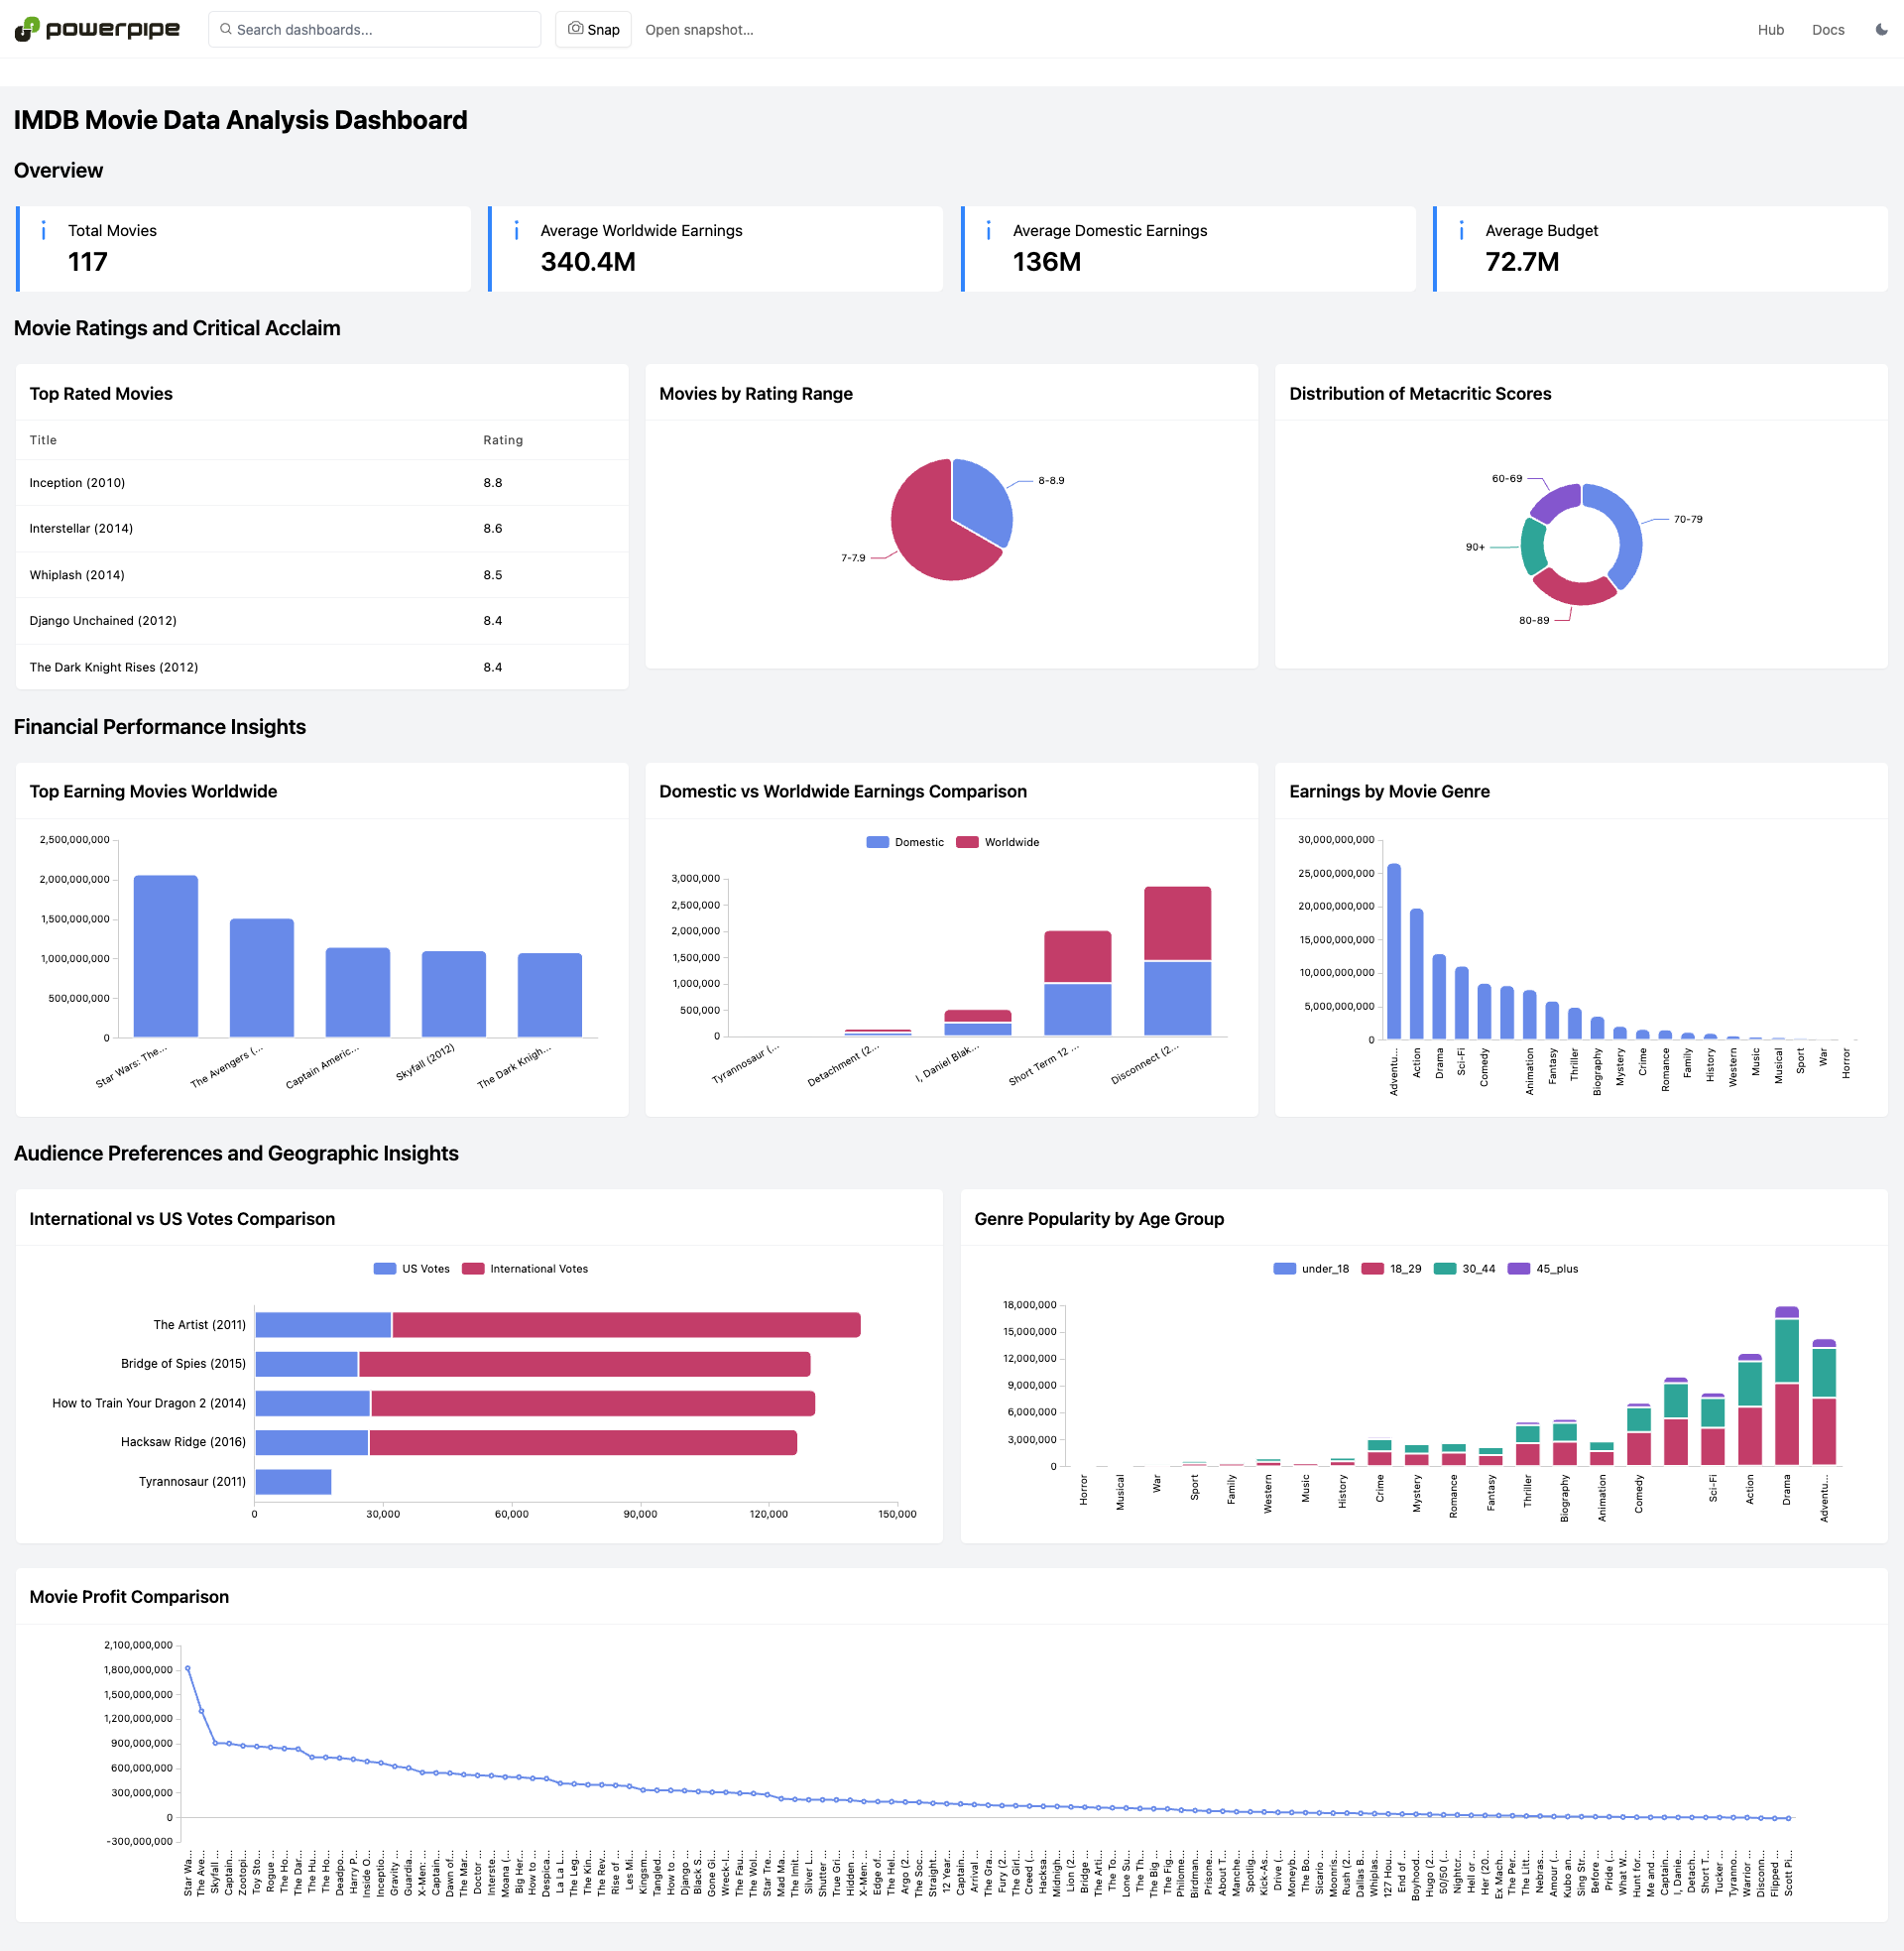 powerpipe
Search dashboards...
Snap
Open snapshot...
Hub
Docs
IMDB Movie Data Analysis Dashboard
Overview
Total Movies
117
Average Worldwide Earnings
340.4M
Average Domestic Earnings
136M
Average Budget
72.7M
Movie Ratings and Critical Acclaim
Top Rated Movies
Title Rating
Inception (2010) 8.8
Interstellar (2014) 8.6
Whiplash (2014) 8.5
Django Unchained (2012) 8.4
The Dark Knight Rises (2012) 8.4
Movies by Rating Range
8-8.9
7-7.9
Distribution of Metacritic Scores
60-69
70-79
90+
80-89
Financial Performance Insights
Top Earning Movies Worldwide
2,500,000,000
2,000,000,000
1,500,000,000
1,000,000,000
500,000,000
0
Star Wars: The...
The Avengers (...
Captain Americ...
Skyfall (2012)
The Dark Knigh...
Domestic vs Worldwide Earnings Comparison
Domestic Worldwide
3,000,000
2,500,000
2,000,000
1,500,000
1,000,000
500,000
0
Tyrannosaur (...
Detachment (2...
I, Daniel Blak...
Short Term 12 ...
Disconnect (2...
Earnings by Movie Genre
30,000,000,000
25,000,000,000
20,000,000,000
15,000,000,000
10,000,000,000
5,000,000,000
0
Adventu...
Action
Drama
Sci-Fi
Comedy
Animation
Fantasy
Thriller
Biography
Mystery
Crime
Romance
Family
History
Western
Music
Musical
Sport
War
Horror
Audience Preferences and Geographic Insights
International vs US Votes Comparison
US Votes International Votes
The Artist (2011)
Bridge of Spies (2015)
How to Train Your Dragon 2 (2014)
Hacksaw Ridge (2016)
Tyrannosaur (2011)
0 30,000 60,000 90,000 120,000 150,000
Genre Popularity by Age Group
under_18 18_29 30_44 45_plus
18,000,000
15,000,000
12,000,000
9,000,000
6,000,000
3,000,000
0
Horror
Musical
War
Sport
Family
Western
Music
History
Crime
Mystery
Romance
Fantasy
Thriller
Biography
Animation
Comedy
Sci-Fi
Action
Drama
Adventu...
Movie Profit Comparison
2,100,000,000
1,800,000,000
1,500,000,000
1,200,000,000
900,000,000
600,000,000
300,000,000
0
-300,000,000
Star Wa...
The Ave...
Skyfall ...
Captain...
Zootopi...
Toy Sto...
Rogue ...
The Ho...
The Dar...
The Hu...
The Ho...
Deadpo...
Harry P...
Inside O...
Inceptio...
Gravity ...
Guardia...
X-Men: ...
Captain...
Dawn of...
The Mar...
Doctor ...
Interste...
Moana (...
Big Her...
How to ...
Despica...
La La L...
The Leg...
The Kin...
The Rev...
Rise of ...
Les Mi...
Kingsm...
Tangled...
How to ...
Django ...
Black S...
Gone Gi...
Wreck-I...
The Fau...
The Wol...
Star Tre...
Mad Ma...
The Imit...
Silver L...
Shutter ...
True Gri...
Hidden ...
X-Men: ...
Edge of...
The Hel...
Argo (2...
The Soc...
Straight...
12 Year...
Captain...
Arrival ...
The Gra...
Fury (2...
The Girl...
Creed (...
Hacksa...
Midnigh...
Lion (2...
Bridge ...
The Arti...
The To...
Lone Su...
The Th...
The Big ...
The Fig...
Philome...
Birdman...
Prisone...
About T...
Manche...
Spotlig...
Kick-As...
Drive (...
Moneyb...
The Bo...
Sicario ...
Moonris...
Rush (2...
Dallas B...
Whiplas...
127 Hou...
End of ...
Boyhood...
Hugo (2...
50/50 (...
Nightcr...
Hell or ...
Her (20...
Ex Mach...
The Per...
The Litt...
Nebras...
Amour (...
Kubo an...
Sing Str...
Before ...
Pride (...
What W...
Hunt for...
Me and ...
Captain...
I, Danie...
Detach...
Short T...
Tucker ...
Tyranno...
Warrior ...
Disconn...
Flipped ...
Scott Pi...